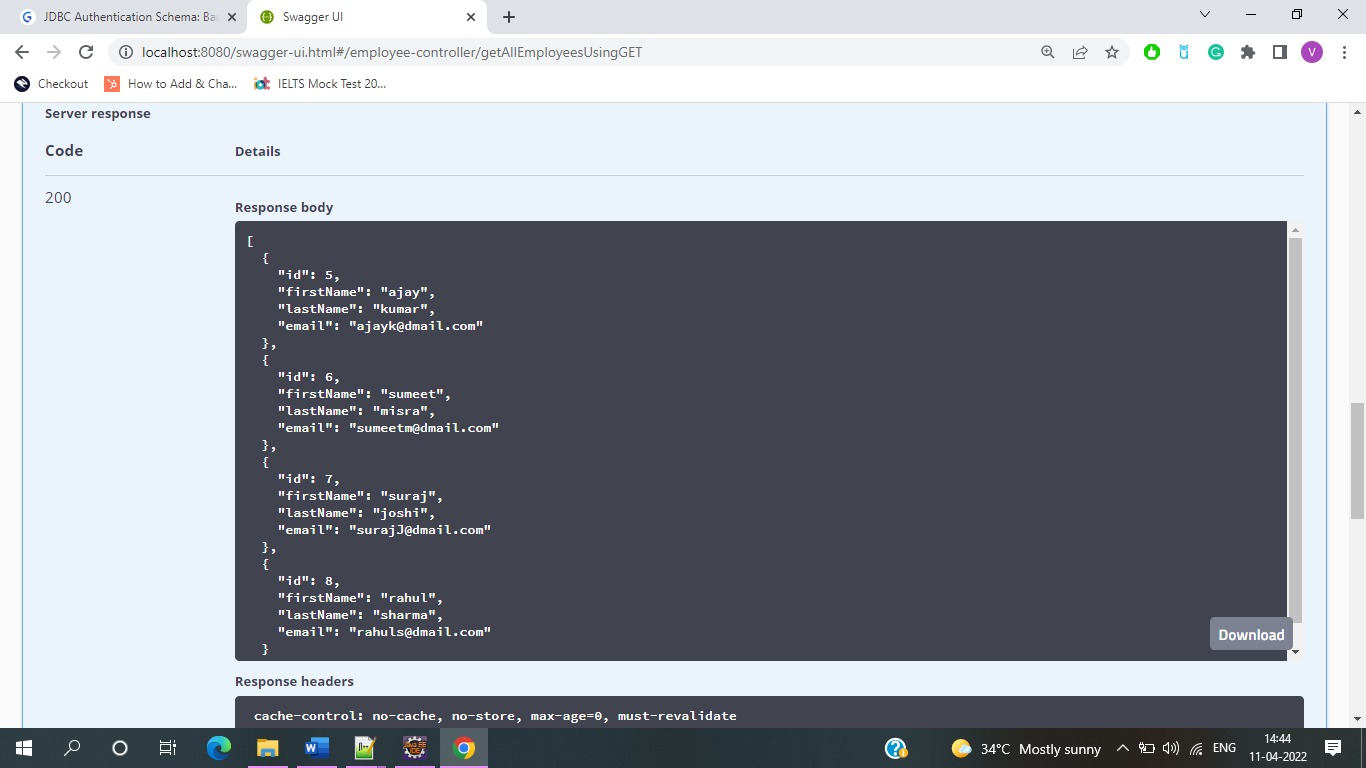 JDBC Authentication Schema: Ba
Swagger UI
localhost:8080/swagger-ui.html#/employee-controller/getAllEmployeesUsingGET
V
Checkout
How to Add & Cha...
IELTS Mock Test 20...
Server response
Code Details
200
Response body
[
{
"id": 5,
"firstName": "ajay",
"lastName": "kumar",
"email": "ajayk@dmail.com"
},
{
"id": 6,
"firstName": "sumeet",
"lastName": "misra",
"email": "sumeetm@dmail.com"
},
{
"id": 7,
"firstName": "suraj",
"lastName": "joshi",
"email": "surajJ@dmail.com"
},
{
"id": 8,
"firstName": "rahul",
"lastName": "sharma",
"email": "rahuls@dmail.com"
}
Download
Response headers
cache-control: no-cache, no-store, max-age=0, must-revalidate
34°C Mostly sunny
ENG
14:44
11-04-2022